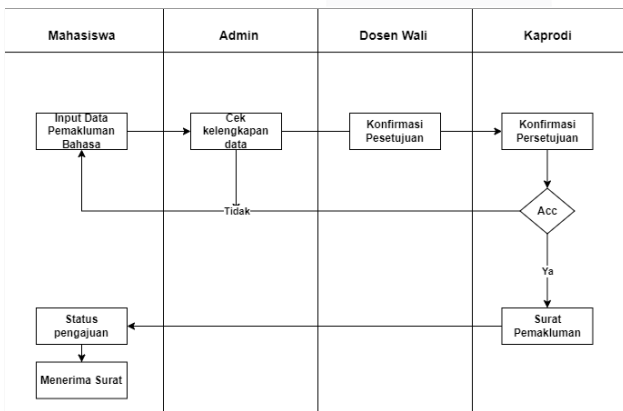 Mahasiswa
Admin
Dosen Wali
Kaprodi
Input Data
Pemakluman
Bahasa
Cek
kelengkapan
data
Konfirmasi
Pesetujuan
Konfirmasi
Persetujuan
Tidak
Acc
Ya
Status
pengajuan
Surat
Pemakluman
Menerima Surat